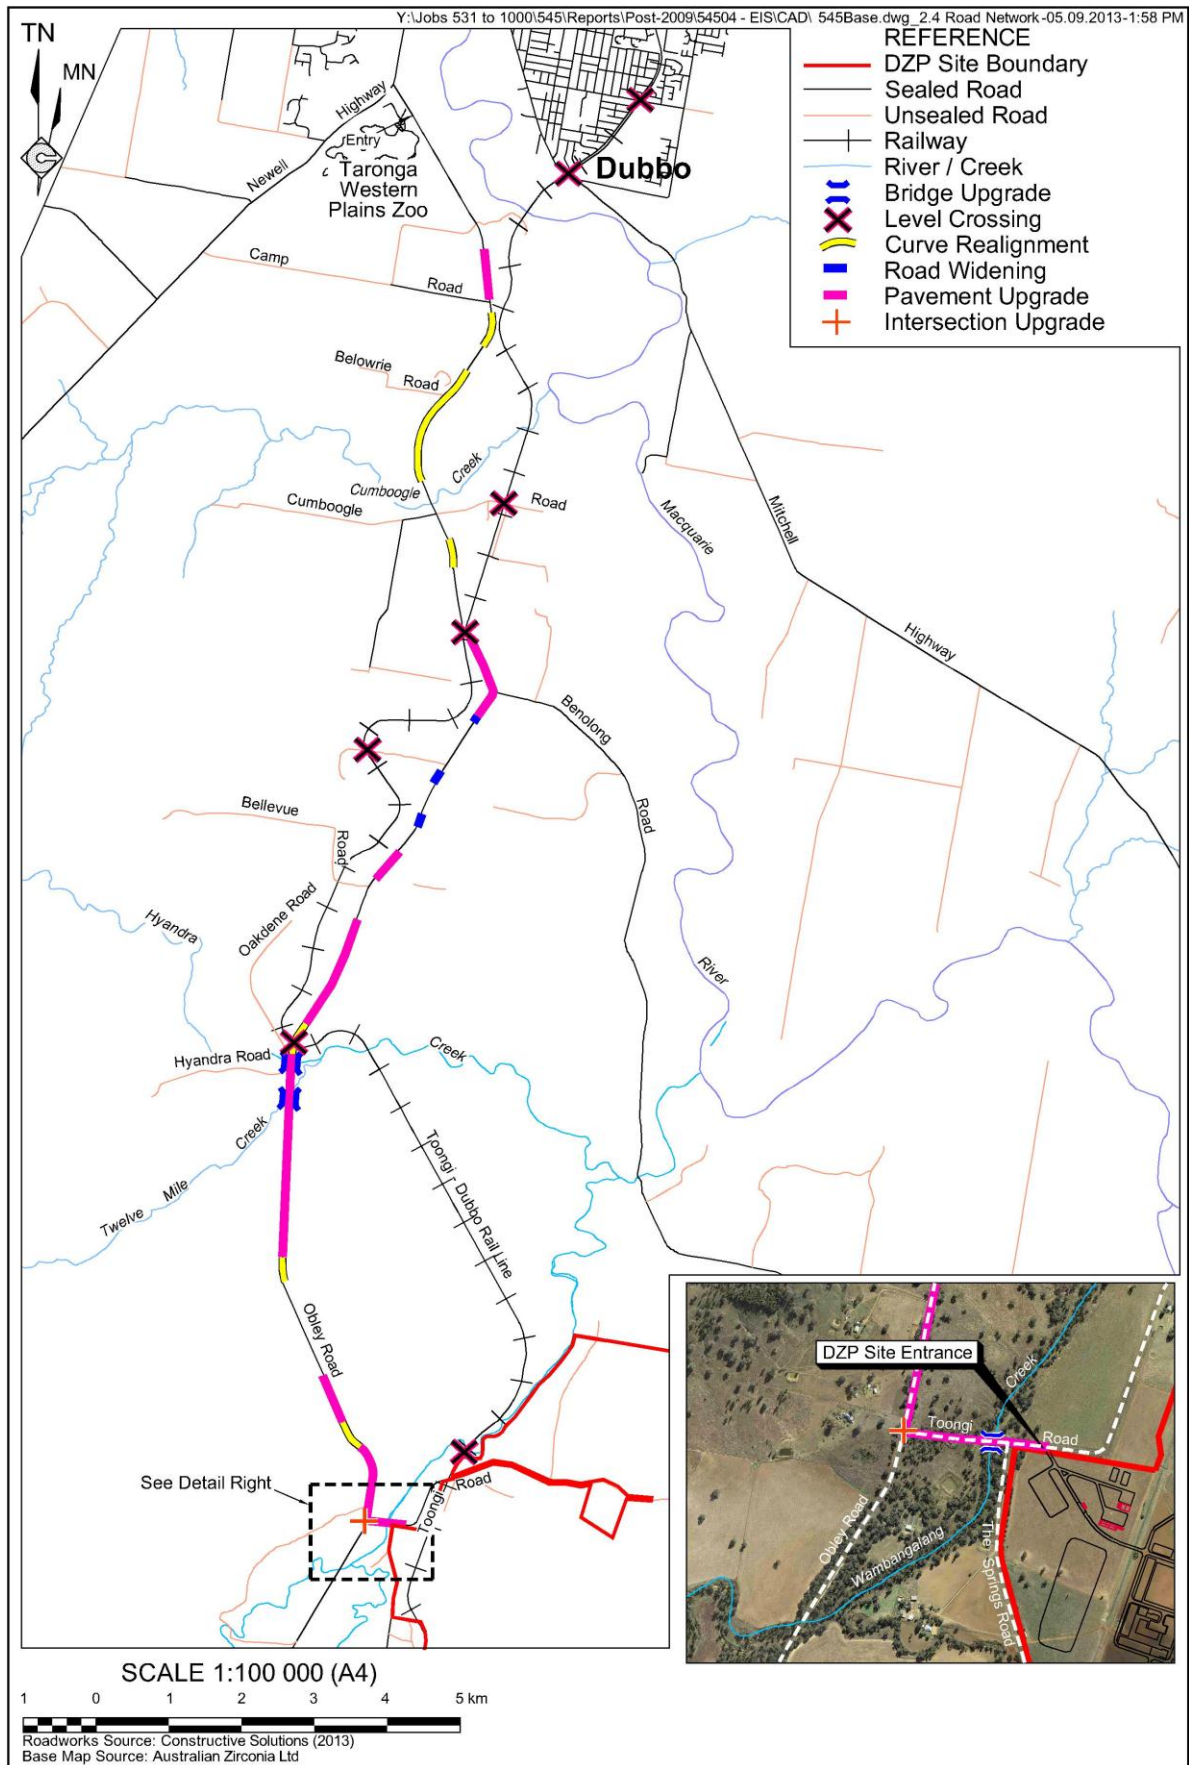 Y:\Jobs 531 to 1000\545\Reports\Post-2009\54504 - EIS\CAD\ 545Base.dwg_2.4 Road Network-05.09.2013-1:58 PM
TN
MN
REFERENCE
DZP Site Boundary
Sealed Road
Unsealed Road
Railway
River / Creek
Bridge Upgrade
Level Crossing
Curve Realignment
Road Widening
Pavement Upgrade
Intersection Upgrade
Newell Highway
Entry
Taronga
Western
Plains Zoo
Dubbo
Camp Road
Belowrie
Road
Cumboogle Creek
Cumboogle Road
Macquarie
Mitchell
Highway
Benolong
Road
Bellevue
Road
Oakdene Road
Hyandra
River
Creek
Hyandra Road
Creek
Twelve Mile
Toongi - Dubbo Rail Line
Obley Road
See Detail Right
Toongi Road
DZP Site Entrance
Creek
Toongi Road
Obley Road
Wambangalang
The Springs Road
SCALE 1:100 000 (A4)
1 0 1 2 3 4 5 km
Roadworks Source: Constructive Solutions (2013)
Base Map Source: Australian Zirconia Ltd